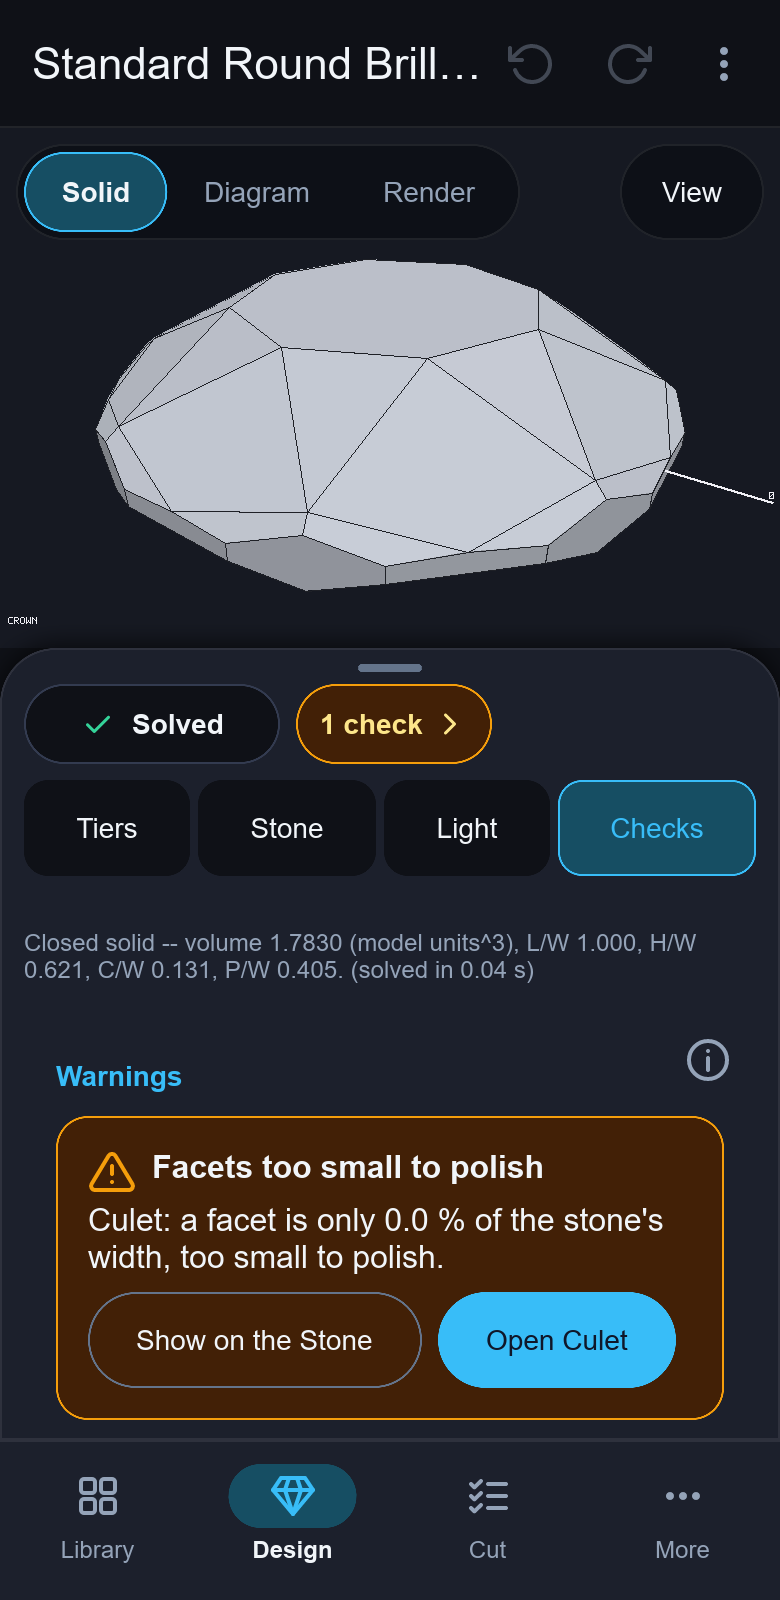 Standard Round Brill...
Solid
Diagram
Render
View
0
CROWN
Solved
1 check
Tiers
Stone
Light
Checks
Closed solid -- volume 1.7830 (model units^3), L/W 1.000, H/W
0.621, C/W 0.131, P/W 0.405. (solved in 0.04 s)
Warnings
Facets too small to polish
Culet: a facet is only 0.0 % of the stone's
width, too small to polish.
Show on the Stone
Open Culet
Library
Design
Cut
More